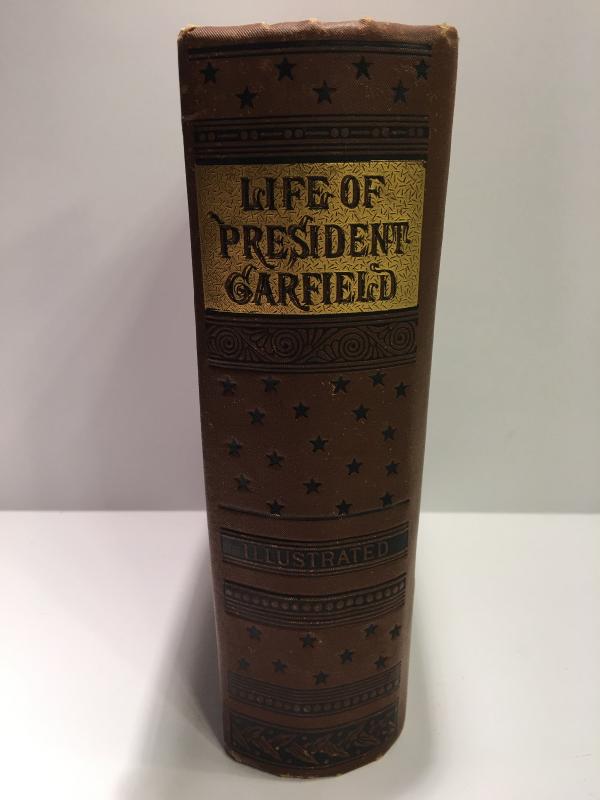 LIFE OF
PRESIDENT
GARFIELD
ILLUSTRATED